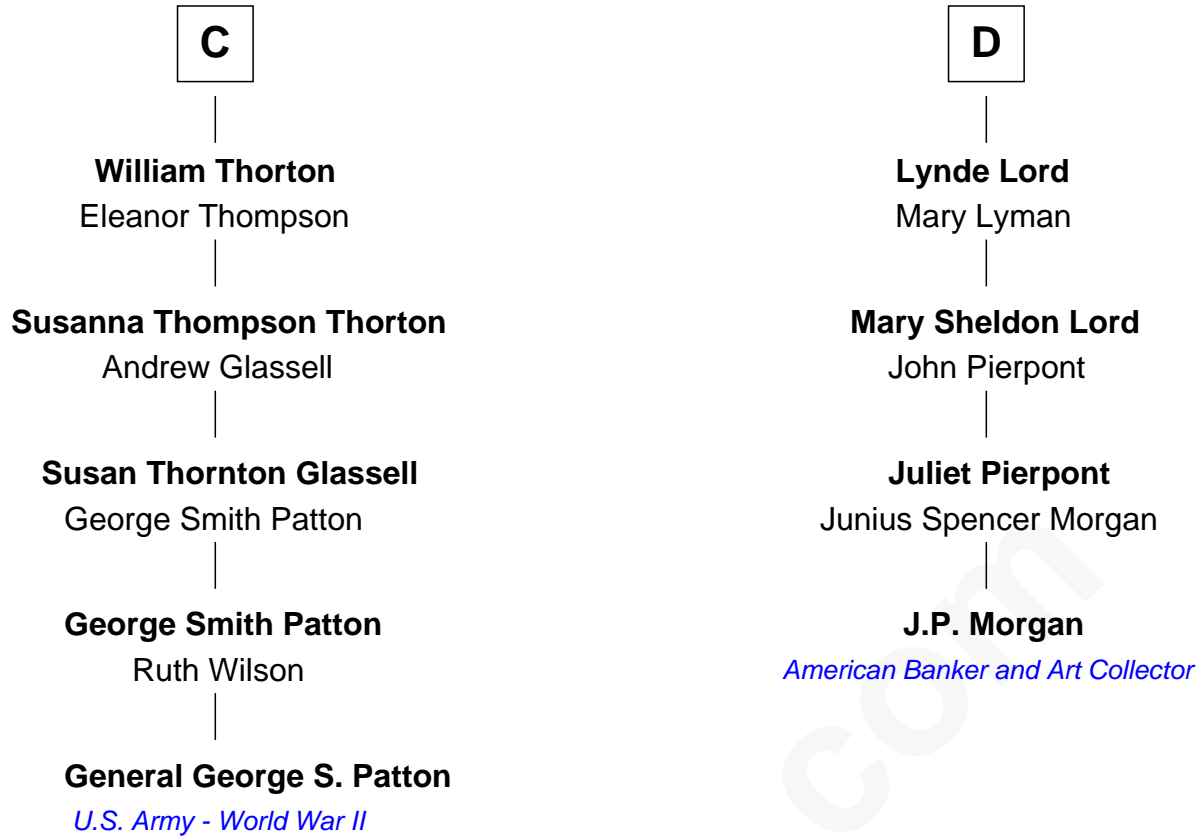 C
William Thorton
Eleanor Thompson
Susanna Thompson Thorton
Andrew Glassell
Susan Thornton Glassell
George Smith Patton
George Smith Patton
Ruth Wilson
General George S. Patton
U.S. Army - World War II
D
Lynde Lord
Mary Lyman
Mary Sheldon Lord
John Pierpont
Juliet Pierpont
Junius Spencer Morgan
J.P. Morgan
American Banker and Art Collector
com